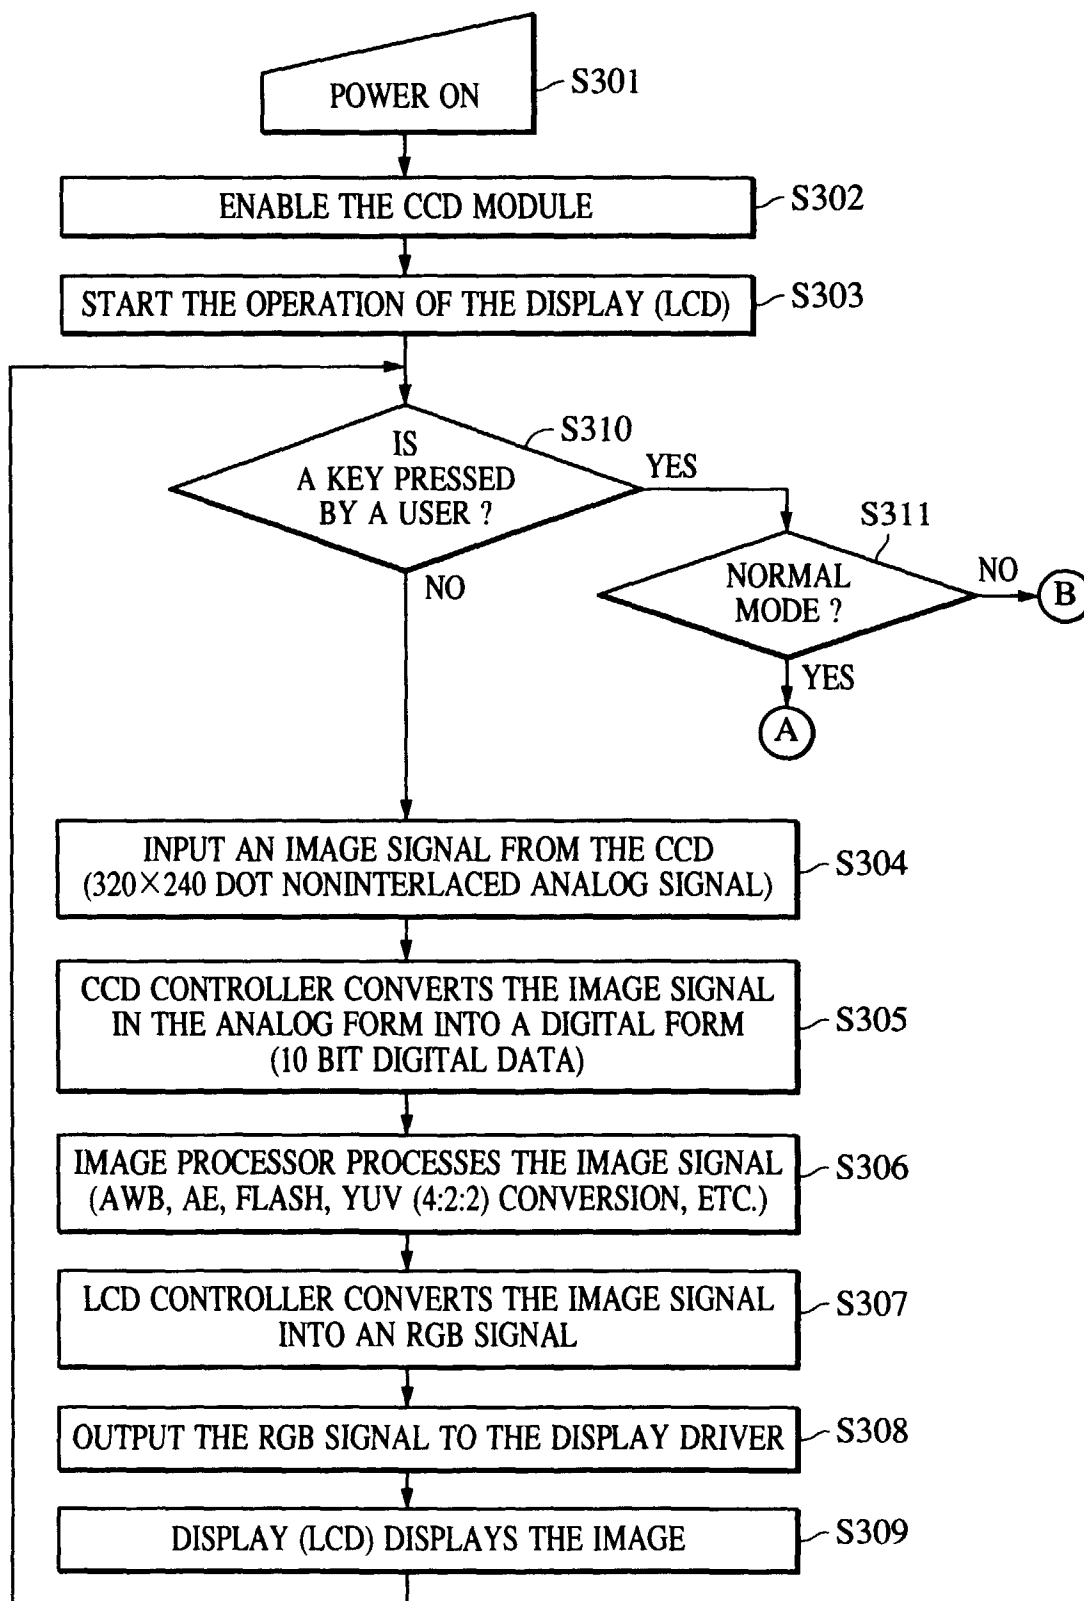 POWER ON
S301
ENABLE THE CCD MODULE
S302
START THE OPERATION OF THE DISPLAY (LCD)
S303
IS
A KEY PRESSED
BY A USER ?
S310
YES
NO
S311
NORMAL
MODE ?
NO
B
YES
A
INPUT AN IMAGE SIGNAL FROM THE CCD
(320×240 DOT NONINTERLACED ANALOG SIGNAL)
S304
CCD CONTROLLER CONVERTS THE IMAGE SIGNAL
IN THE ANALOG FORM INTO A DIGITAL FORM
(10 BIT DIGITAL DATA)
S305
IMAGE PROCESSOR PROCESSES THE IMAGE SIGNAL
(AWB, AE, FLASH, YUV (4:2:2) CONVERSION, ETC.)
S306
LCD CONTROLLER CONVERTS THE IMAGE SIGNAL
INTO AN RGB SIGNAL
S307
OUTPUT THE RGB SIGNAL TO THE DISPLAY DRIVER
S308
DISPLAY (LCD) DISPLAYS THE IMAGE
S309